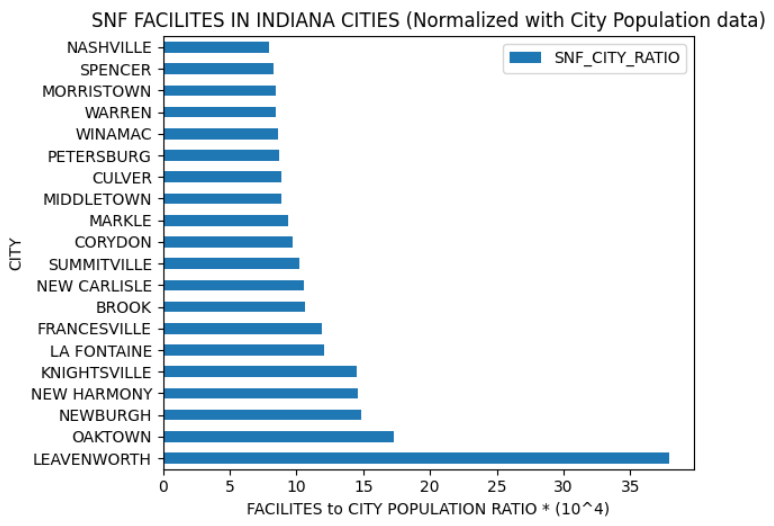 SNF FACILITES IN INDIANA CITIES (Normalized with City Population data)
SNF_CITY_RATIO
CITY
NASHVILLE
SPENCER
MORRISTOWN
WARREN
WINAMAC
PETERSBURG
CULVER
MIDDLETOWN
MARKLE
CORYDON
SUMMITVILLE
NEW CARLISLE
BROOK
FRANCESVILLE
LA FONTAINE
KNIGHTSVILLE
NEW HARMONY
NEWBURGH
OAKTOWN
LEAVENWORTH
0 5 10 15 20 25 30 35
FACILITES to CITY POPULATION RATIO * (10^4)